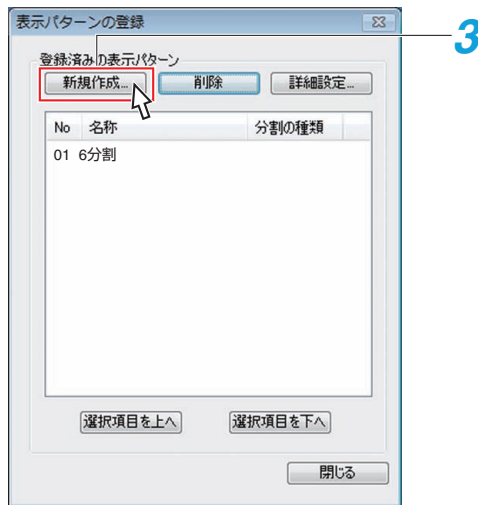 表示パターンの登録
3
登録済みの表示パターン
新規作成... 削除 詳細設定...
No 名称 分割の種類
01 6分割
選択項目を上へ 選択項目を下へ
閉じる